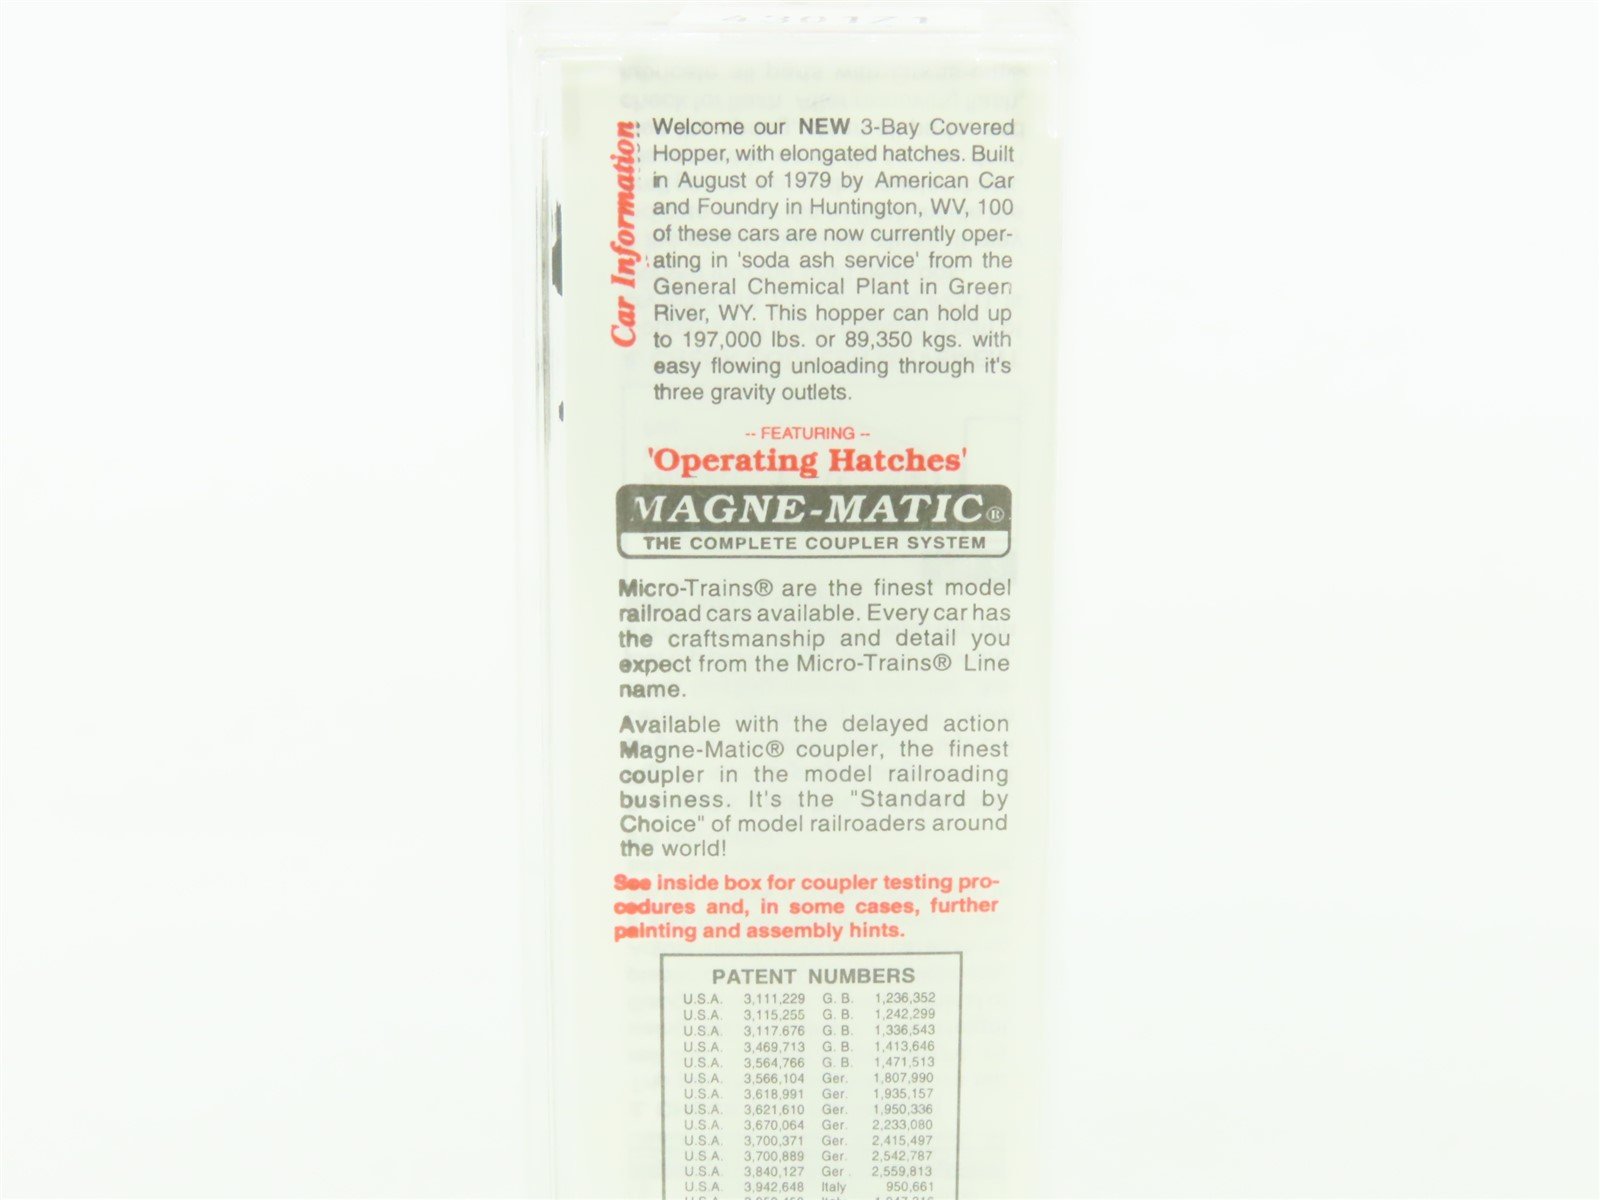 Car Information
Welcome our NEW 3-Bay Covered
Hopper, with elongated hatches. Built
in August of 1979 by American Car
and Foundry in Huntington, WV, 100
of these cars are now currently oper-
ating in 'soda ash service' from the
General Chemical Plant in Green
River, WY. This hopper can hold up
to 197,000 lbs. or 89,350 kgs. with
easy flowing unloading through it's
three gravity outlets.
-- FEATURING --
'Operating Hatches'
MAGNE-MATIC®
THE COMPLETE COUPLER SYSTEM
Micro-Trains® are the finest model
railroad cars available. Every car has
the craftsmanship and detail you
expect from the Micro-Trains® Line
name.
Available with the delayed action
Magne-Matic® coupler, the finest
coupler in the model railroading
business. It's the "Standard by
Choice" of model railroaders around
the world!
See inside box for coupler testing pro-
cedures and, in some cases, further
painting and assembly hints.
PATENT NUMBERS
U.S.A. 3,111,229 G. B. 1,236,352
U.S.A. 3,115,255 G. B. 1,242,299
U.S.A. 3,117,676 G. B. 1,336,543
U.S.A. 3,469,713 G. B. 1,413,646
U.S.A. 3,564,766 G. B. 1,471,513
U.S.A. 3,566,104 Ger. 1,807,990
U.S.A. 3,618,991 Ger. 1,935,157
U.S.A. 3,621,610 Ger. 1,950,336
U.S.A. 3,670,064 Ger. 2,233,080
U.S.A. 3,700,371 Ger. 2,415,497
U.S.A. 3,700,889 Ger. 2,542,787
U.S.A. 3,840,127 Ger. 2,559,813
U.S.A. 3,942,648 Italy 950,661